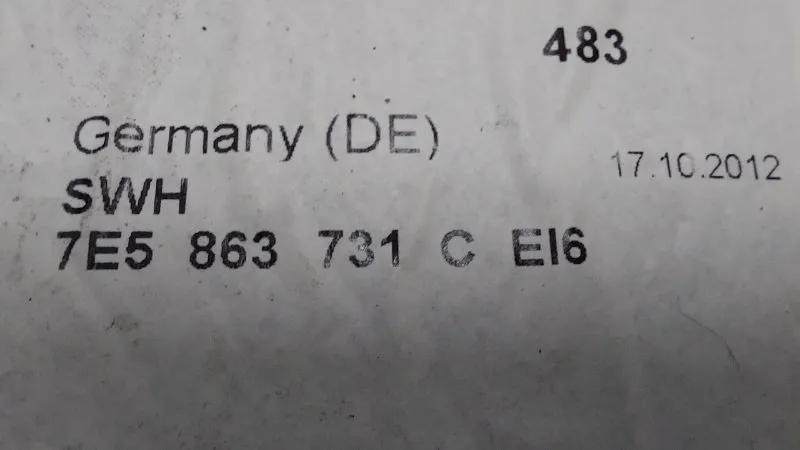 483
Germany (DE)
17.10.2012
SWH
7E5 863 731 C EI6